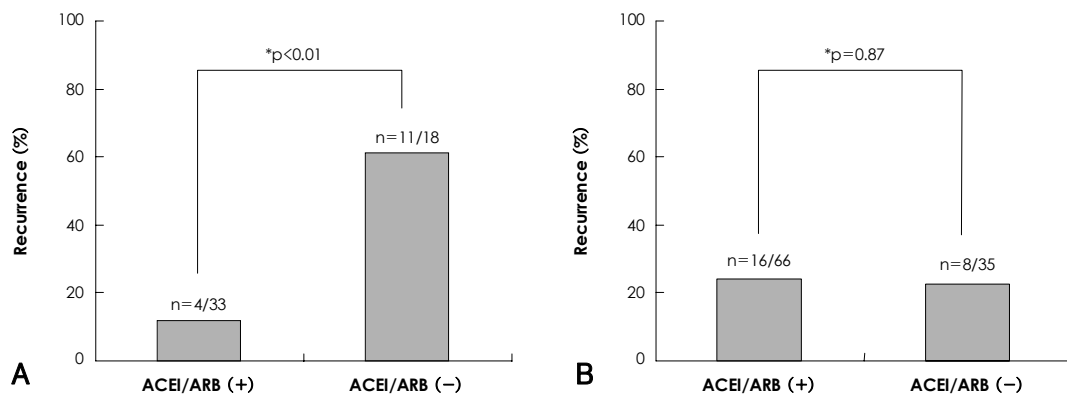 100
*p<0.01
80
n=11/18
60
Recurrence (%)
40
20
n=4/33
0
A
ACEI/ARB (+)
ACEI/ARB (−)
100
*p=0.87
80
60
Recurrence (%)
40
n=16/66
n=8/35
20
0
B
ACEI/ARB (+)
ACEI/ARB (−)